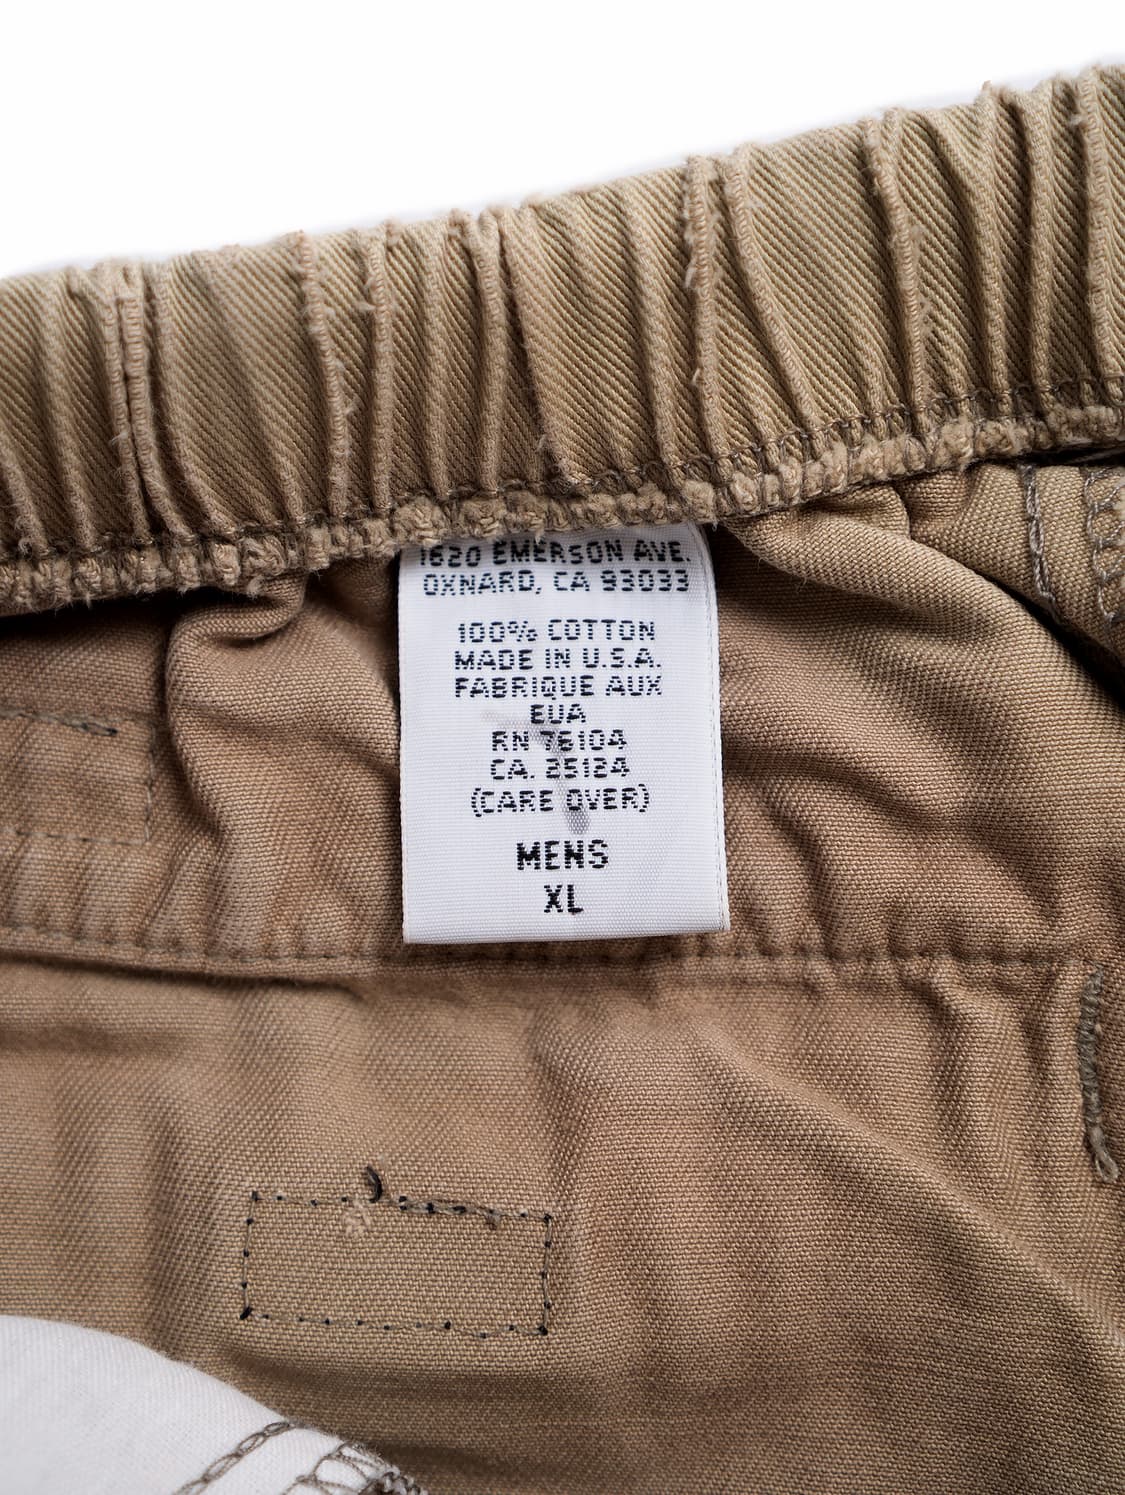 1620 EMERSON AVE.
OXNARD, CA 93033
100% COTTON
MADE IN U.S.A.
FABRIQUE AUX
EUA
RN 76104
CA. 25124
(CARE OVER)
MENS
XL